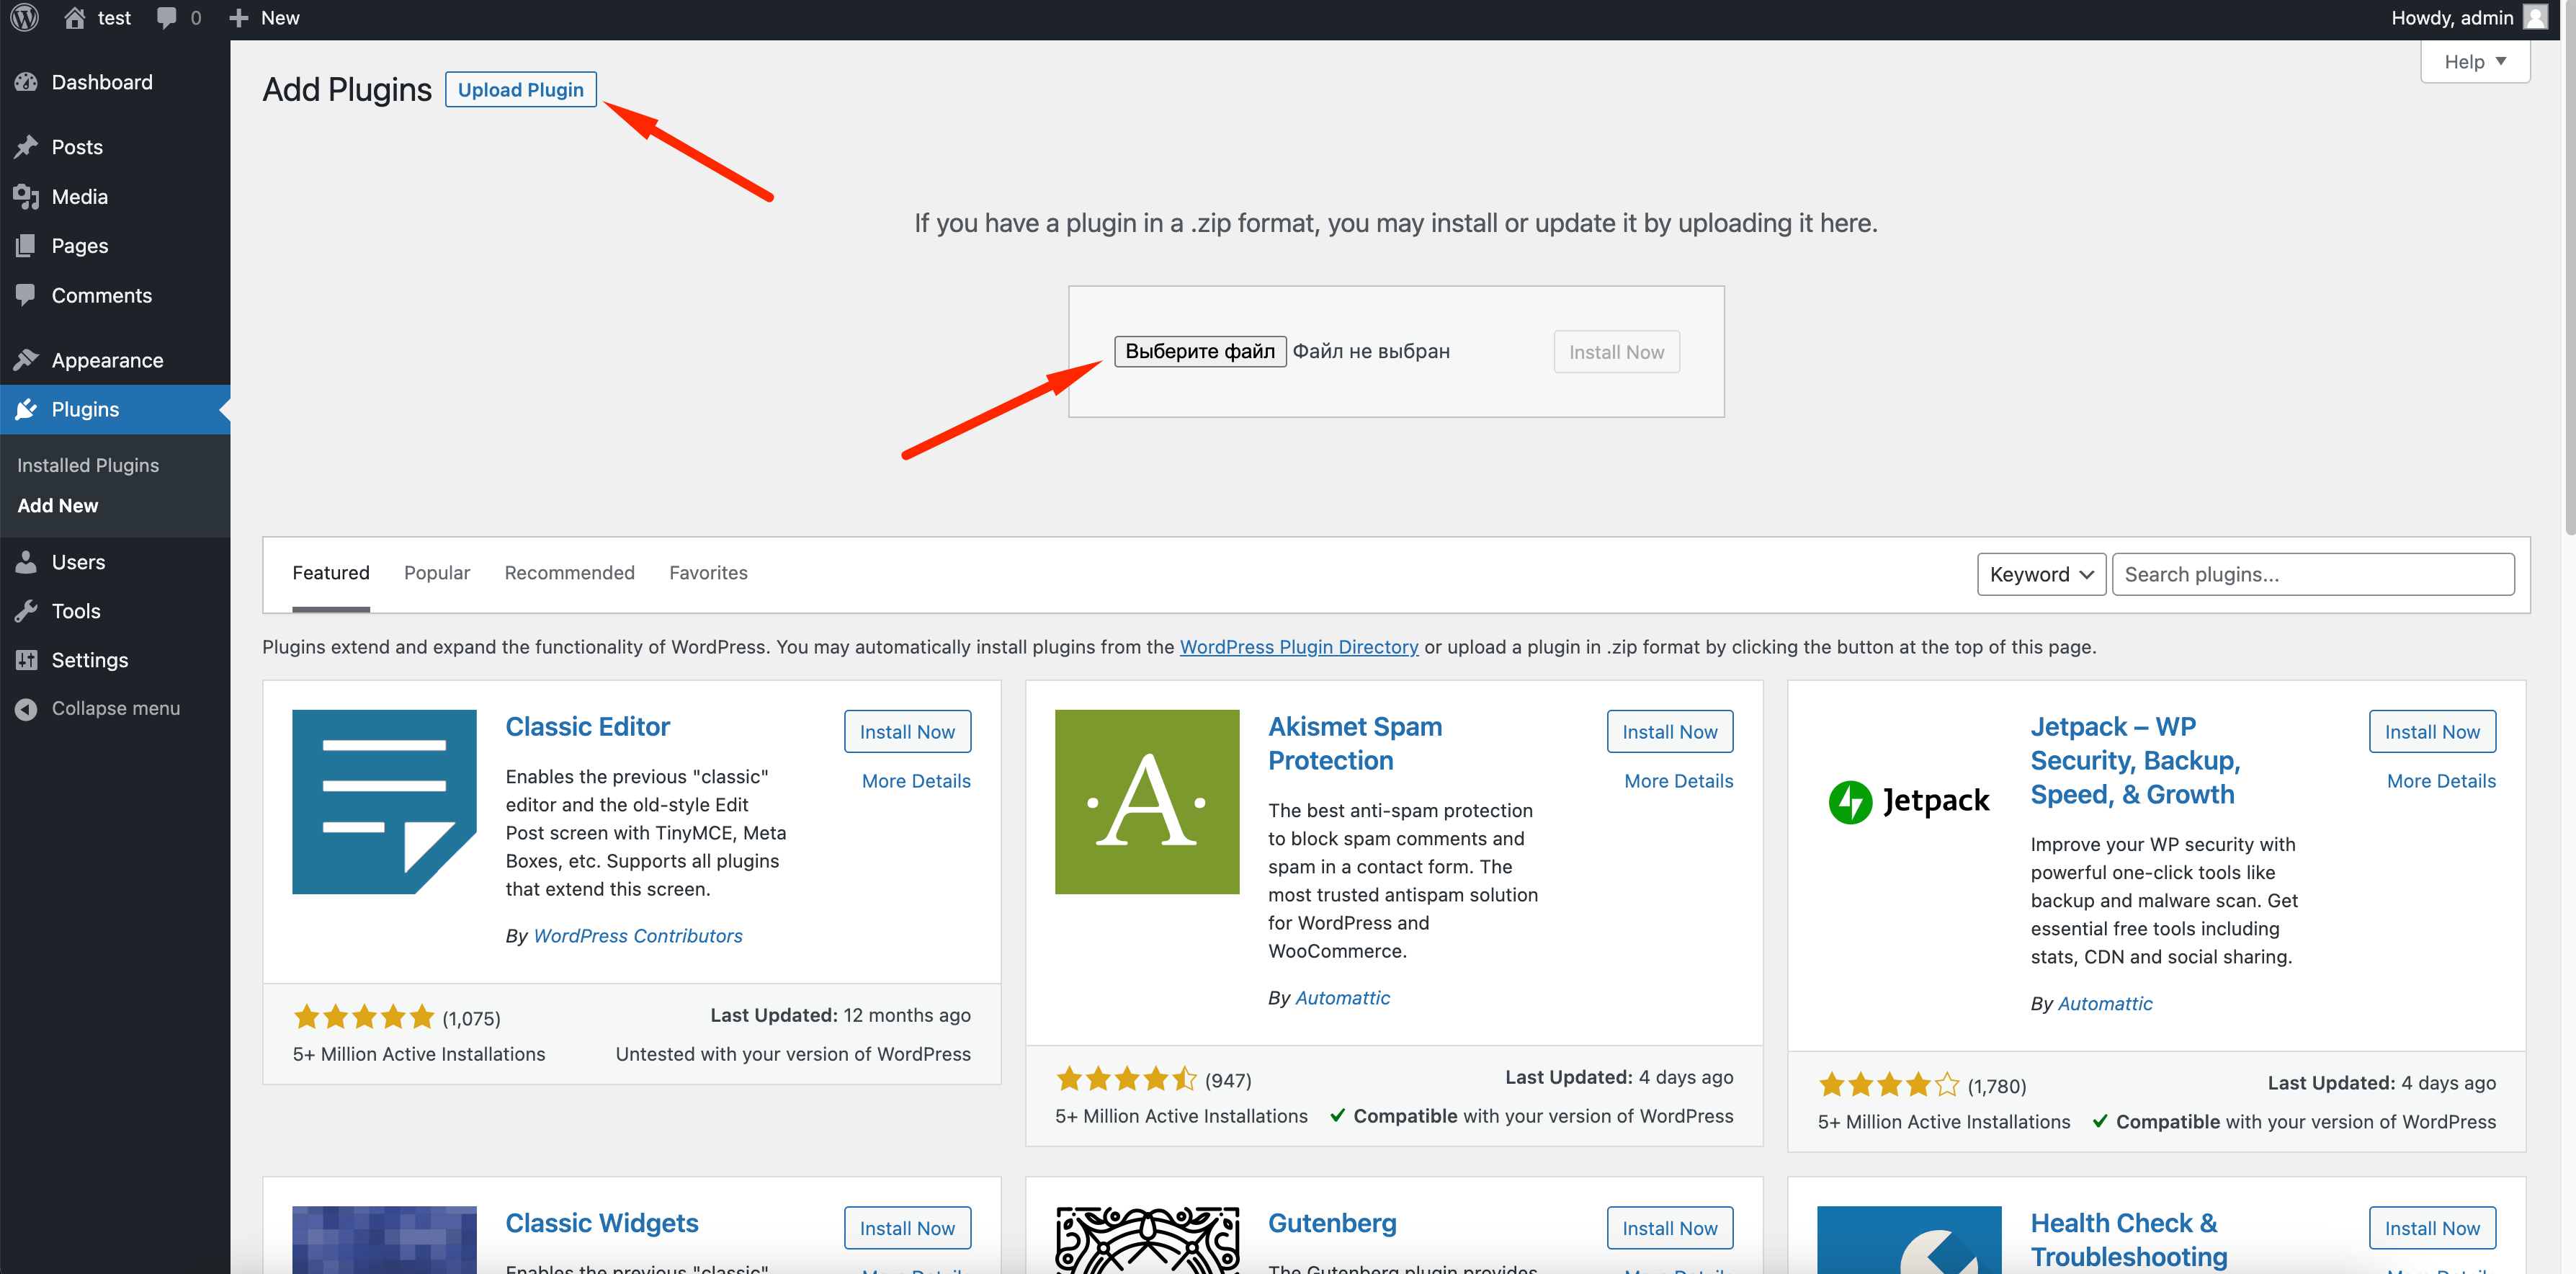 test 0 New Howdy, admin
Help
Dashboard
Posts
Media
Pages
Comments
Appearance
Plugins
Installed Plugins
Add New
Users
Tools
Settings
Collapse menu
Add Plugins Upload Plugin
If you have a plugin in a .zip format, you may install or update it by uploading it here.
Выберите файл Файл не выбран Install Now
Featured Popular Recommended Favorites Keyword Search plugins...
Plugins extend and expand the functionality of WordPress. You may automatically install plugins from the WordPress Plugin Directory or upload a plugin in .zip format by clicking the button at the top of this page.
Classic Editor
Install Now
More Details
Enables the previous "classic"
editor and the old-style Edit
Post screen with TinyMCE, Meta
Boxes, etc. Supports all plugins
that extend this screen.
By WordPress Contributors
(1,075)
Last Updated: 12 months ago
5+ Million Active Installations
Untested with your version of WordPress
A
Akismet Spam
Protection
Install Now
More Details
The best anti-spam protection
to block spam comments and
spam in a contact form. The
most trusted antispam solution
for WordPress and
WooCommerce.
By Automattic
(947)
Last Updated: 4 days ago
5+ Million Active Installations
Compatible with your version of WordPress
Jetpack
Jetpack – WP
Security, Backup,
Speed, & Growth
Install Now
More Details
Improve your WP security with
powerful one-click tools like
backup and malware scan. Get
essential free tools including
stats, CDN and social sharing.
By Automattic
(1,780)
Last Updated: 4 days ago
5+ Million Active Installations
Compatible with your version of WordPress
Classic Widgets
Install Now
Enables the previous "classic"
Gutenberg
Install Now
The Gutenberg plugin provides
Health Check &
Troubleshooting
Install Now